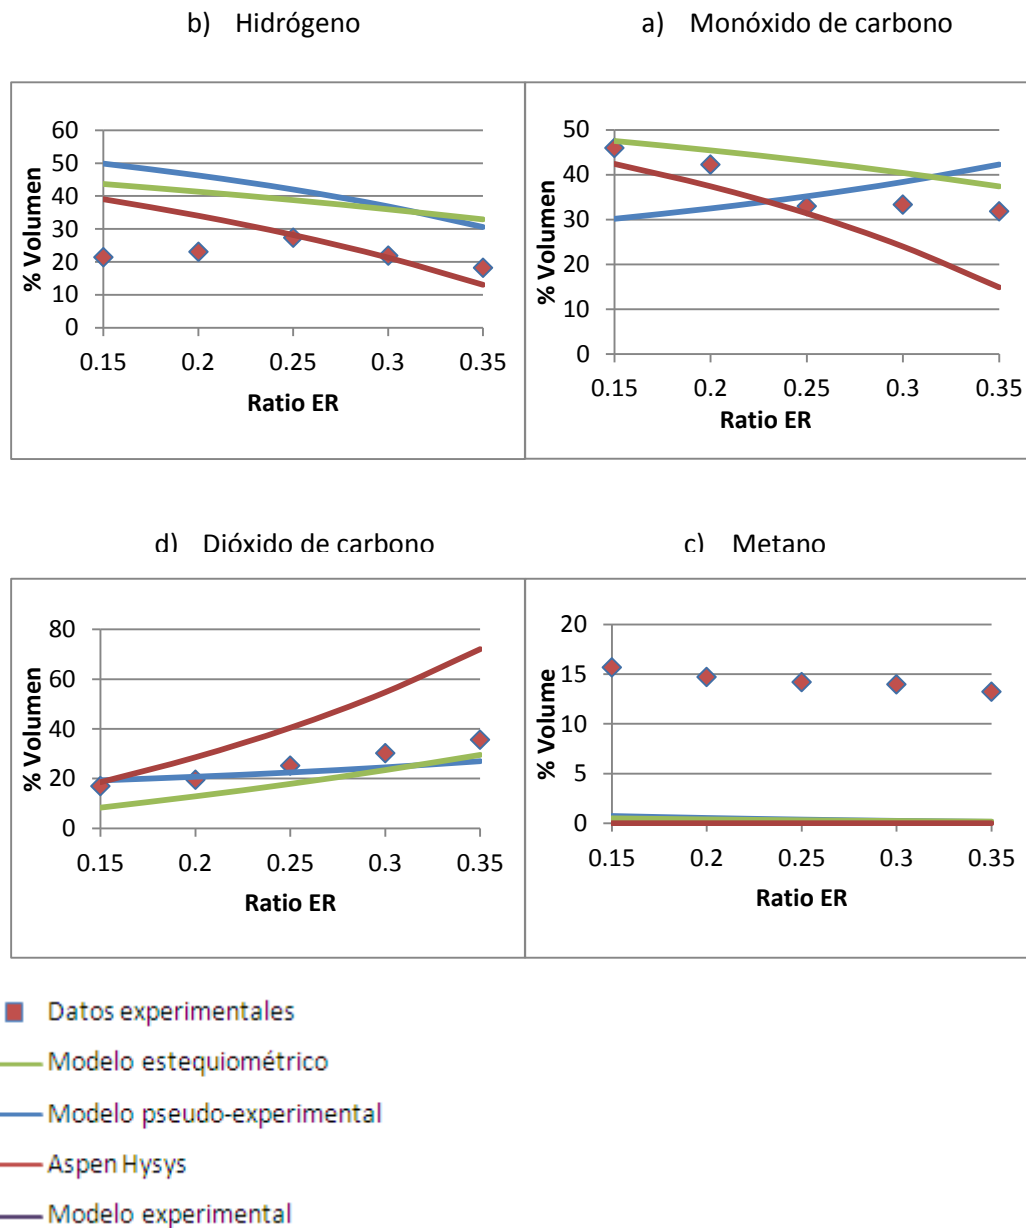 b) Hidrógeno
a) Monóxido de carbono
60
50
40
30
20
10
0
% Volumen
0.15 0.2 0.25 0.3 0.35
Ratio ER
50
40
30
20
10
0
% Volumen
0.15 0.2 0.25 0.3 0.35
Ratio ER
d) Dióxido de carbono
c) Metano
80
60
40
20
0
% Volumen
0.15 0.2 0.25 0.3 0.35
Ratio ER
20
15
10
5
0
% Volume
0.15 0.2 0.25 0.3 0.35
Ratio ER
Datos experimentales
Modelo estequiométrico
Modelo pseudo-experimental
Aspen Hysys
Modelo experimental